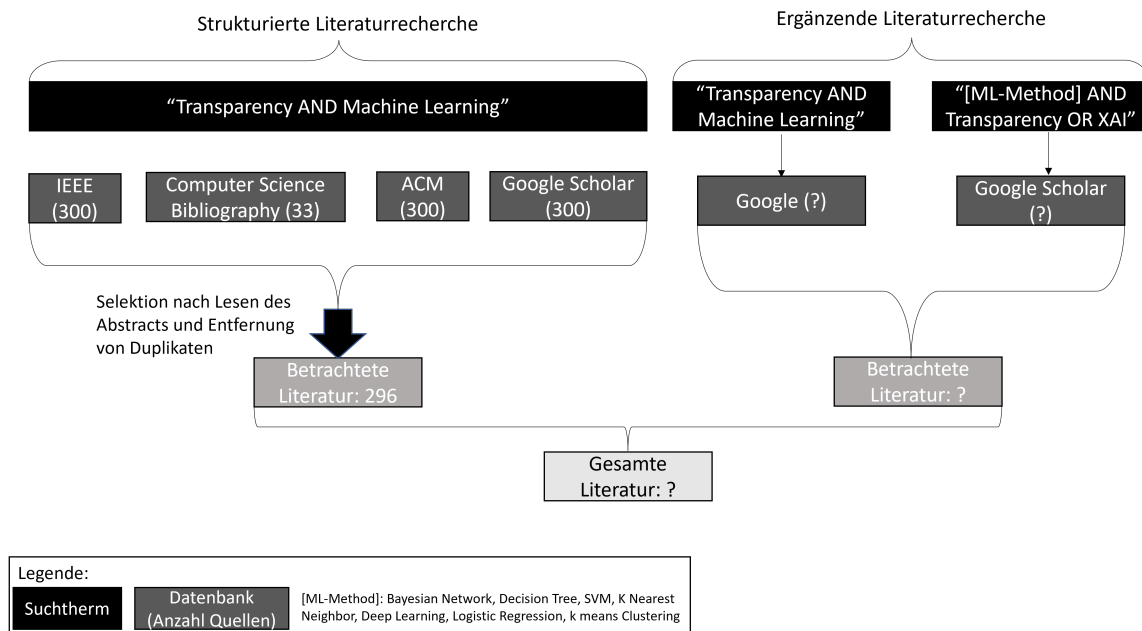 Strukturierte Literaturrecherche
Ergänzende Literaturrecherche
“Transparency AND Machine Learning”
“Transparency AND
Machine Learning”
“[ML-Method] AND
Transparency OR XAI”
IEEE
(300)
Computer Science
Bibliography (33)
ACM
(300)
Google Scholar
(300)
Google (?)
Google Scholar
(?)
Selektion nach Lesen des
Abstracts und Entfernung
von Duplikaten
Betrachtete
Literatur: 296
Betrachtete
Literatur: ?
Gesamte
Literatur: ?
Legende:
Suchtherm
Datenbank
(Anzahl Quellen)
[ML-Method]: Bayesian Network, Decision Tree, SVM, K Nearest
Neighbor, Deep Learning, Logistic Regression, k means Clustering